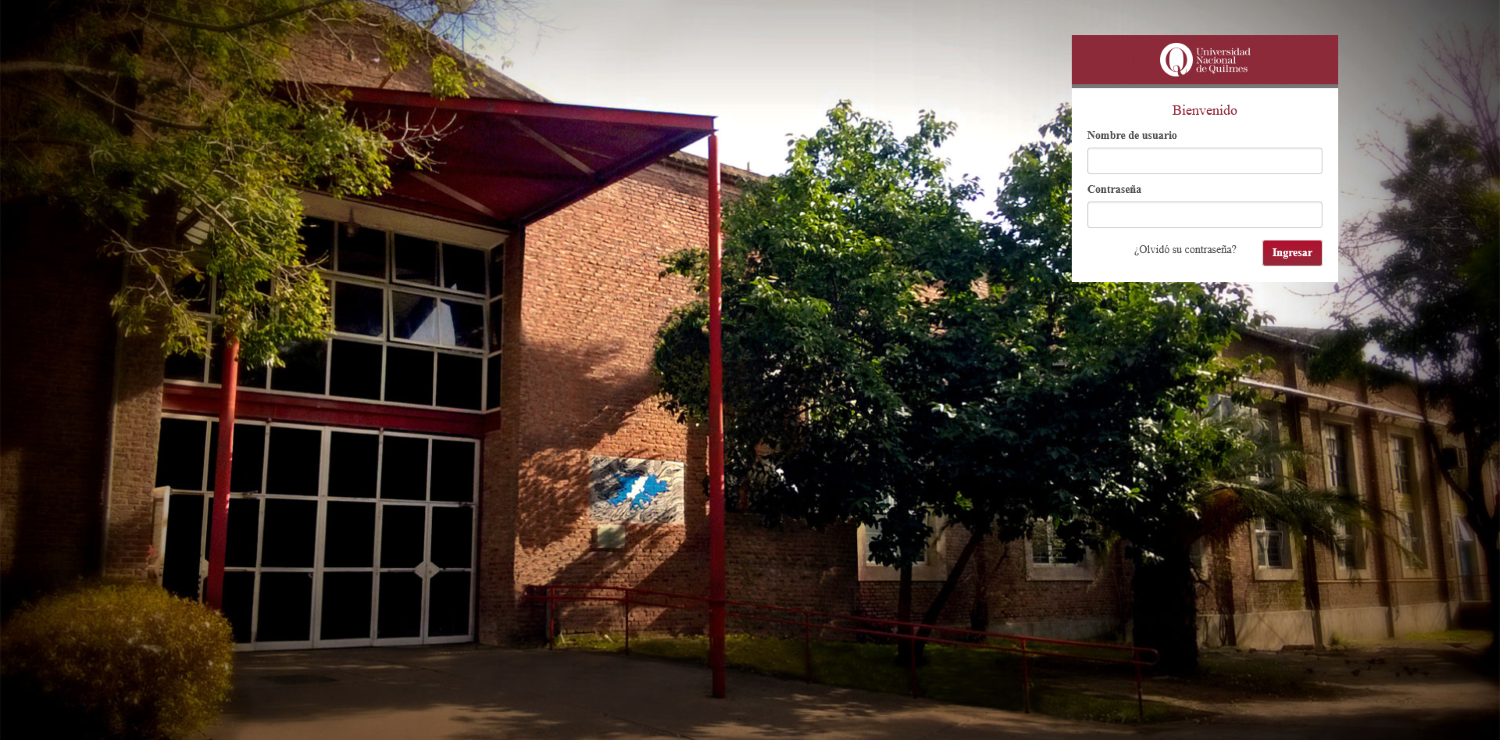 Universidad
Nacional
de Quilmes
Bienvenido
Nombre de usuario
Contraseña
¿Olvidó su contraseña?
Ingresar